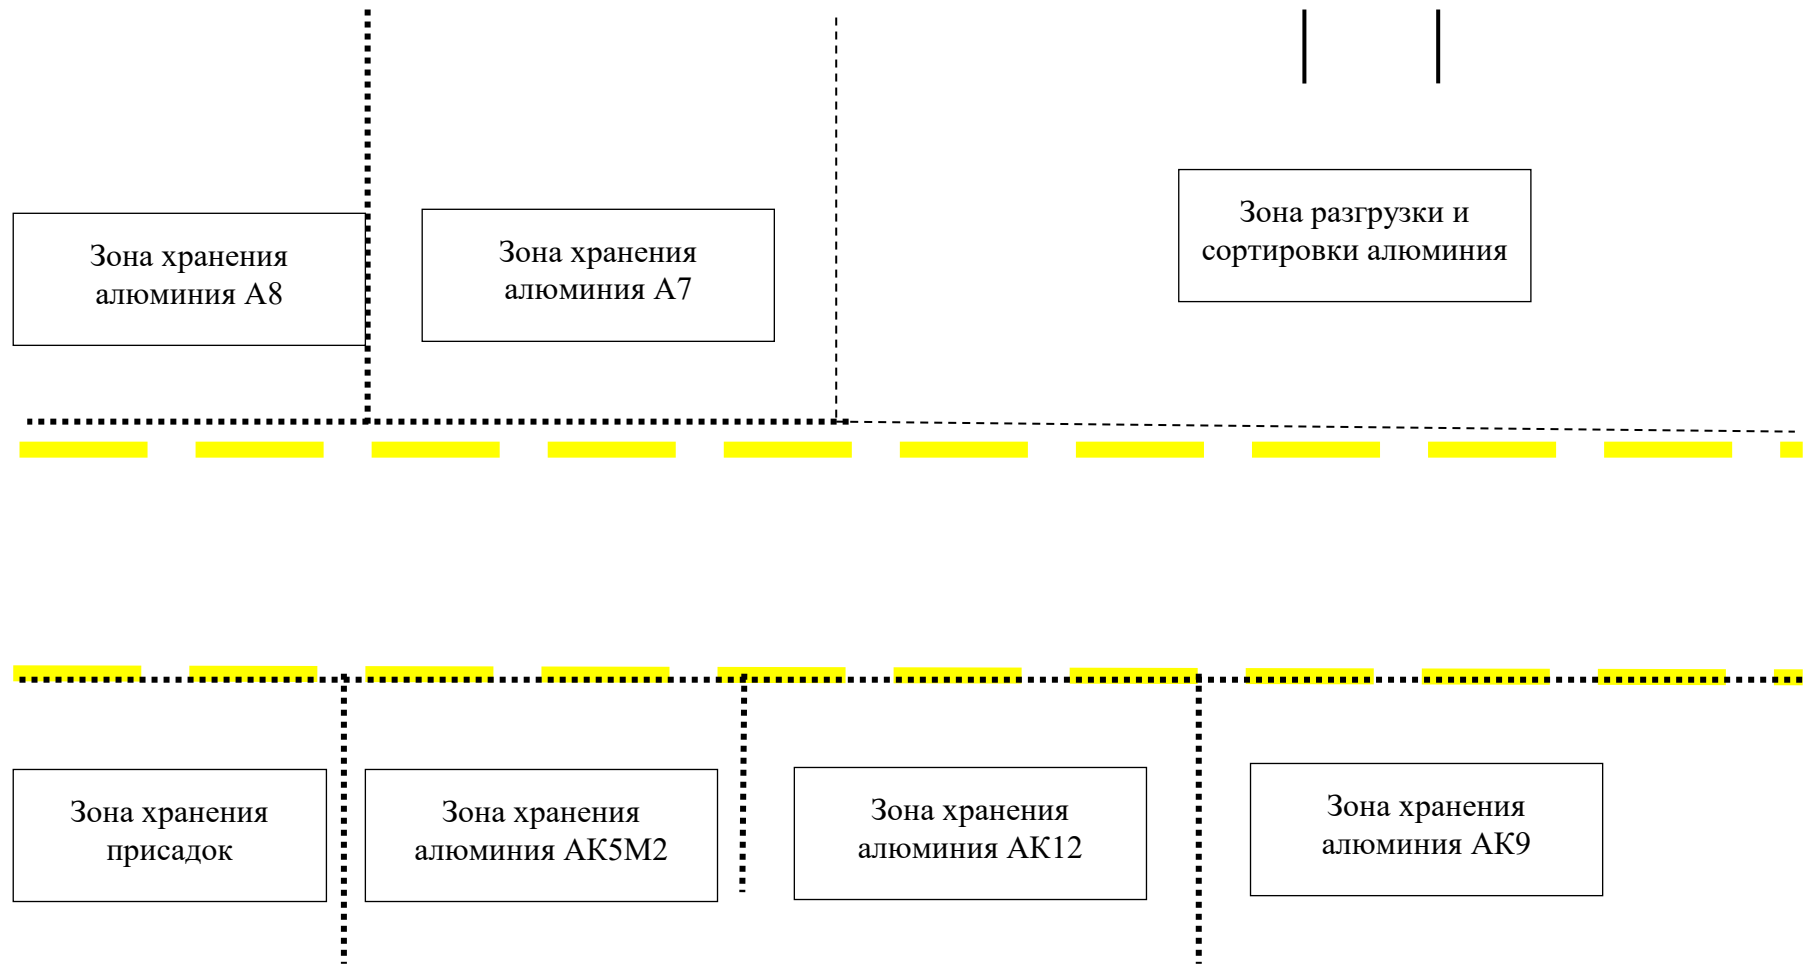 Зона разгрузки и
сортировки алюминия
Зона хранения
алюминия А8
Зона хранения
алюминия А7
Зона хранения
присадок
Зона хранения
алюминия АК5М2
Зона хранения
алюминия АК12
Зона хранения
алюминия АК9